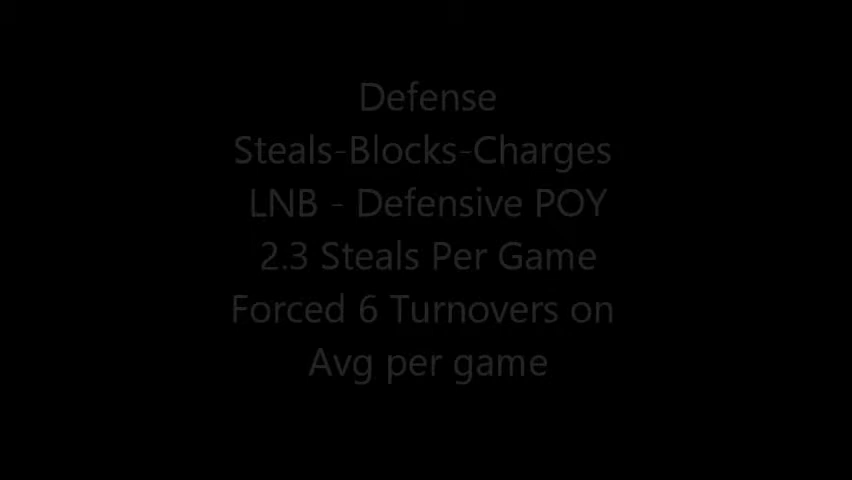 Defense
Steals-Blocks-Charges
LNB - Defensive POY
2.3 Steals Per Game
Forced 6 Turnovers on
Avg per game